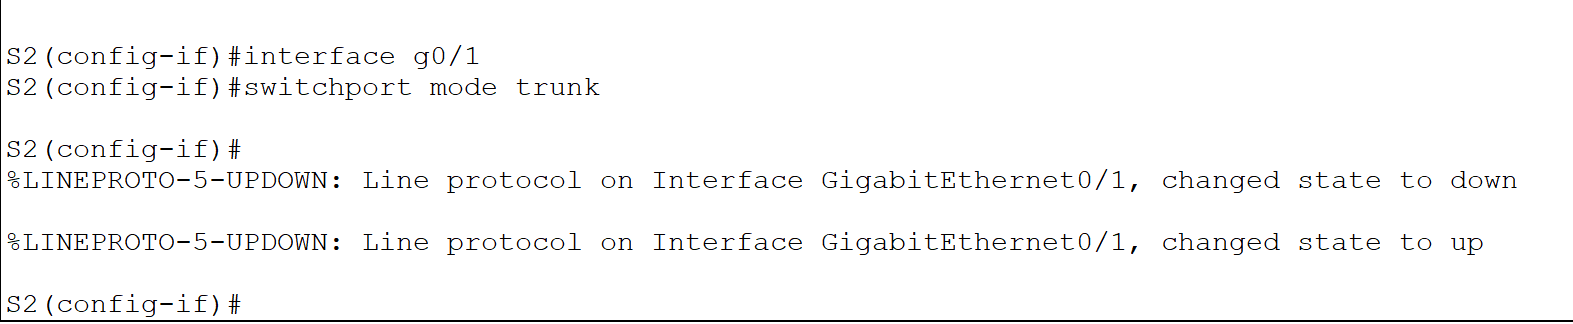 S2(config-if)#interface g0/1
S2(config-if)#switchport mode trunk
S2(config-if)#
%LINEPROTO-5-UPDOWN: Line protocol on Interface GigabitEthernet0/1, changed state to down
%LINEPROTO-5-UPDOWN: Line protocol on Interface GigabitEthernet0/1, changed state to up
S2(config-if)#